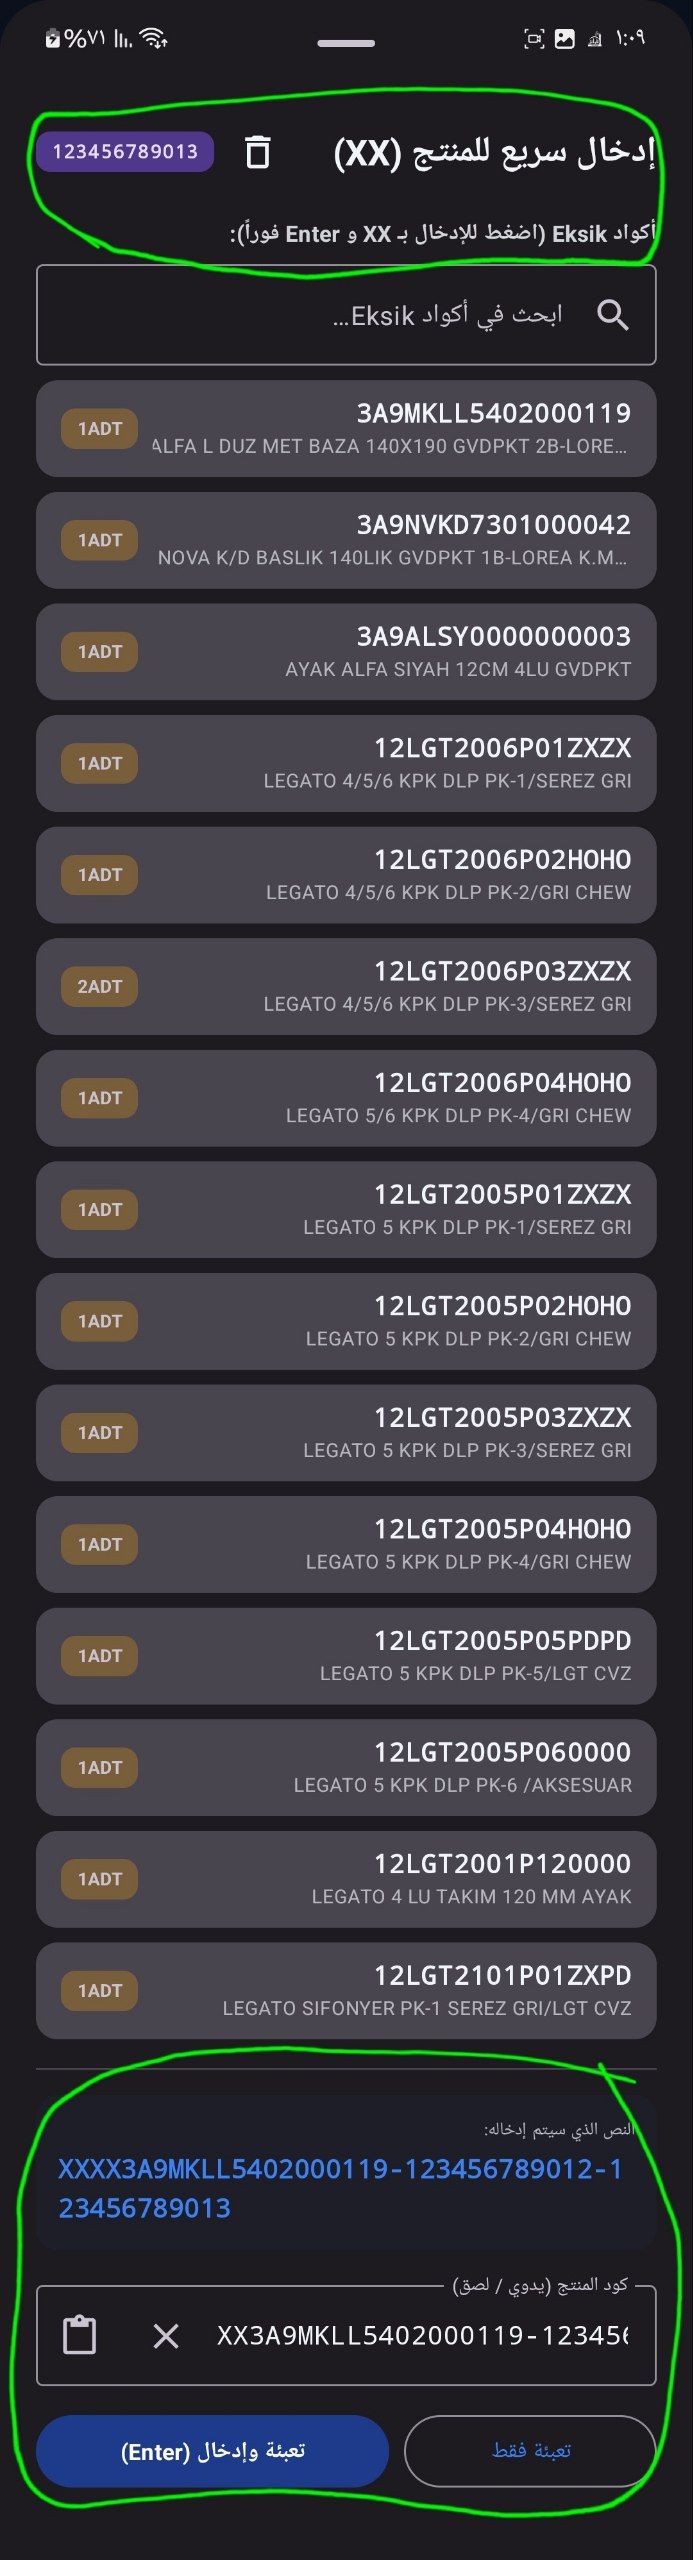 ١:٠٩ %٧١
إدخال سريع للمنتج (XX) 123456789013
أكواد Eksik (اضغط للإدخال بـ XX و Enter فوراً):
ابحث في أكواد Eksik...
3A9MKLL5402000119
1ADT
ALFA L DUZ MET BAZA 140X190 GVDPKT 2B-LORE...
3A9NVKD7301000042
1ADT
NOVA K/D BASLIK 140LIK GVDPKT 1B-LOREA K.M...
3A9ALSY0000000003
1ADT
AYAK ALFA SIYAH 12CM 4LU GVDPKT
12LGT2006P01ZXZX
1ADT
LEGATO 4/5/6 KPK DLP PK-1/SEREZ GRI
12LGT2006P02HOHO
1ADT
LEGATO 4/5/6 KPK DLP PK-2/GRI CHEW
12LGT2006P03ZXZX
2ADT
LEGATO 4/5/6 KPK DLP PK-3/SEREZ GRI
12LGT2006P04HOHO
1ADT
LEGATO 5/6 KPK DLP PK-4/GRI CHEW
12LGT2005P01ZXZX
1ADT
LEGATO 5 KPK DLP PK-1/SEREZ GRI
12LGT2005P02HOHO
1ADT
LEGATO 5 KPK DLP PK-2/GRI CHEW
12LGT2005P03ZXZX
1ADT
LEGATO 5 KPK DLP PK-3/SEREZ GRI
12LGT2005P04HOHO
1ADT
LEGATO 5 KPK DLP PK-4/GRI CHEW
12LGT2005P05PDPD
1ADT
LEGATO 5 KPK DLP PK-5/LGT CVZ
12LGT2005P060000
1ADT
LEGATO 5 KPK DLP PK-6 /AKSESUAR
12LGT2001P120000
1ADT
LEGATO 4 LU TAKIM 120 MM AYAK
12LGT2101P01ZXPD
1ADT
LEGATO SIFONYER PK-1 SEREZ GRI/LGT CVZ
النص الذي سيتم إدخاله:
XXXX3A9MKLL5402000119-123456789012-1
23456789013
كود المنتج (يدوي / لصق)
XX3A9MKLL5402000119-123456
تعبئة فقط
تعبئة وإدخال (Enter)